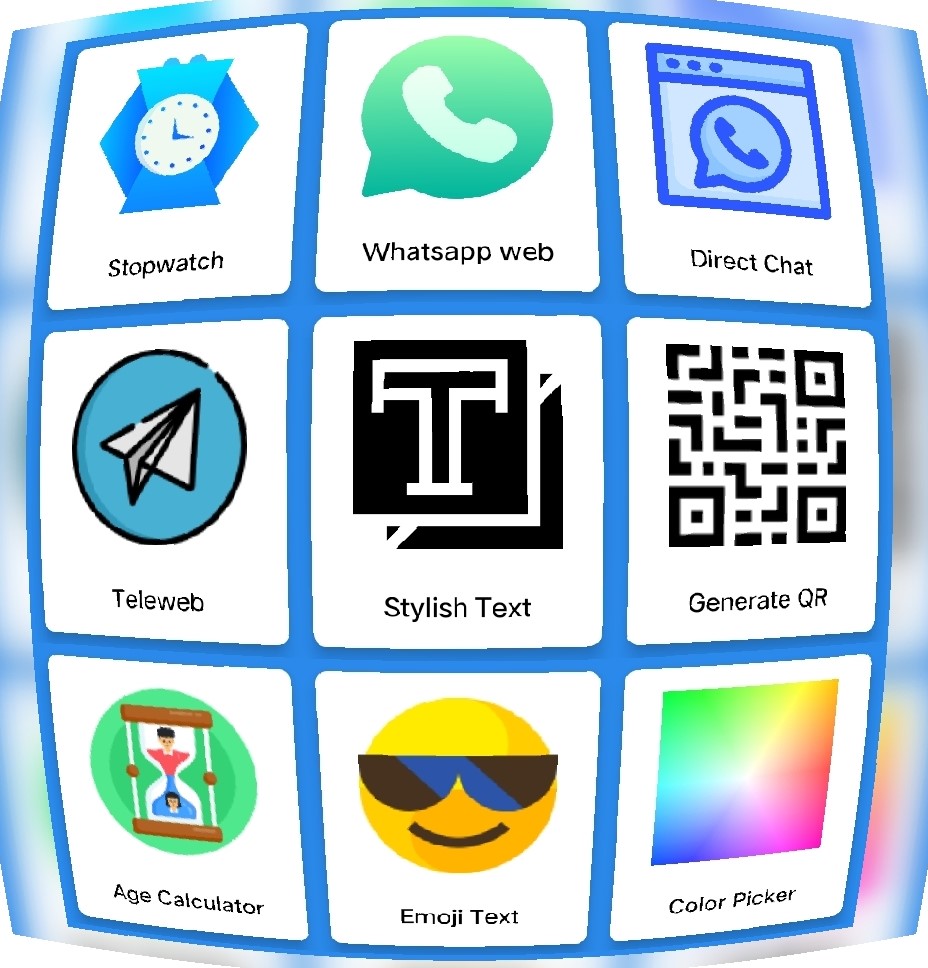 Stopwatch
Whatsapp web
Direct Chat
Teleweb
Stylish Text
Generate QR
Age Calculator
Emoji Text
Color Picker